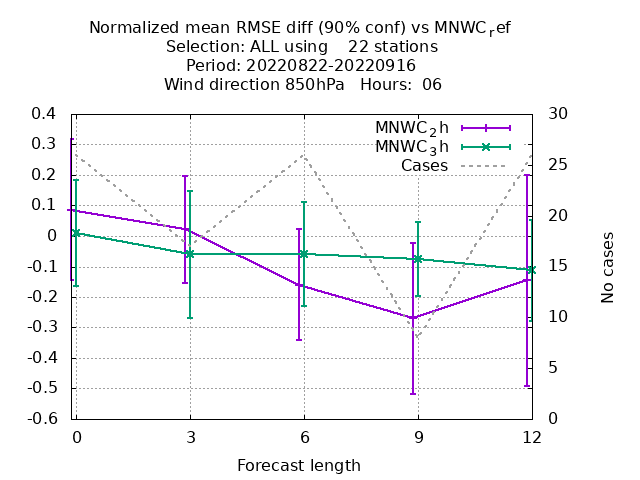 Normalized mean RMSE diff (90% conf) vs MNWC_ref
Selection: ALL using    22 stations
Period: 20220822-20220916
Wind direction 850hPa   Hours:  06
0.4
0.3
0.2
0.1
0
-0.1
-0.2
-0.3
-0.4
-0.5
-0.6
MNWC_2h
MNWC_3h
Cases
30
25
20
15
10
5
0
No cases
0 3 6 9 12
Forecast length